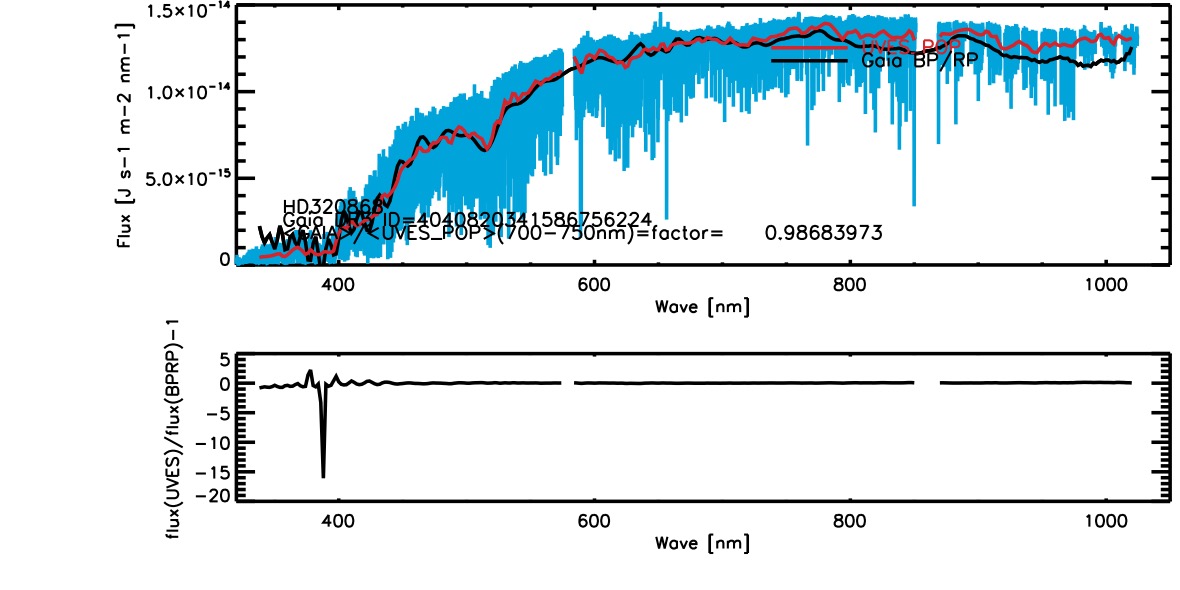 1.5×10−14
1.0×10−14
5.0×10−15
0
Flux [J s−1 m−2 nm−1]
UVES_POP
Gaia BP/RP
HD320868
Gaia ID=4040820341586756224
<GAIA>/<UVES_POP>(700−750nm)=factor= 0.98683973
400 600 800 1000
Wave [nm]
flux(UVES)/flux(BPRP)−1
5
0
−5
−10
−15
−20
400 600 800 1000
Wave [nm]